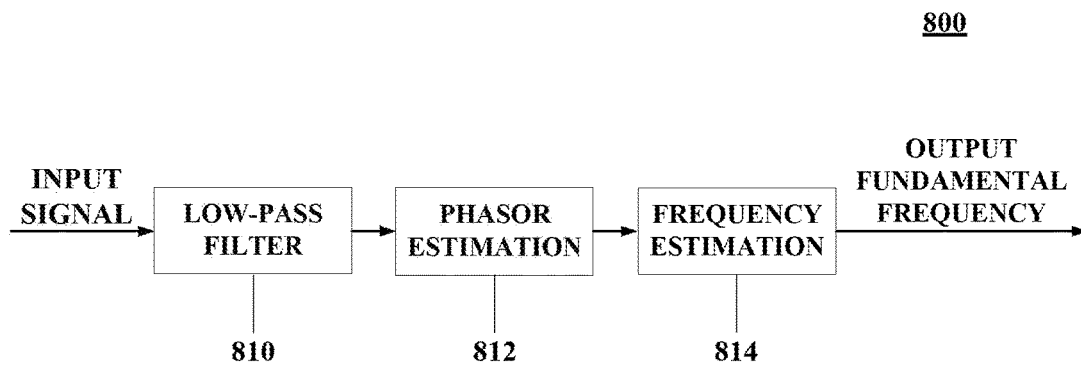 800
INPUT
SIGNAL
LOW-PASS
FILTER
PHASOR
ESTIMATION
FREQUENCY
ESTIMATION
OUTPUT
FUNDAMENTAL
FREQUENCY
810
812
814